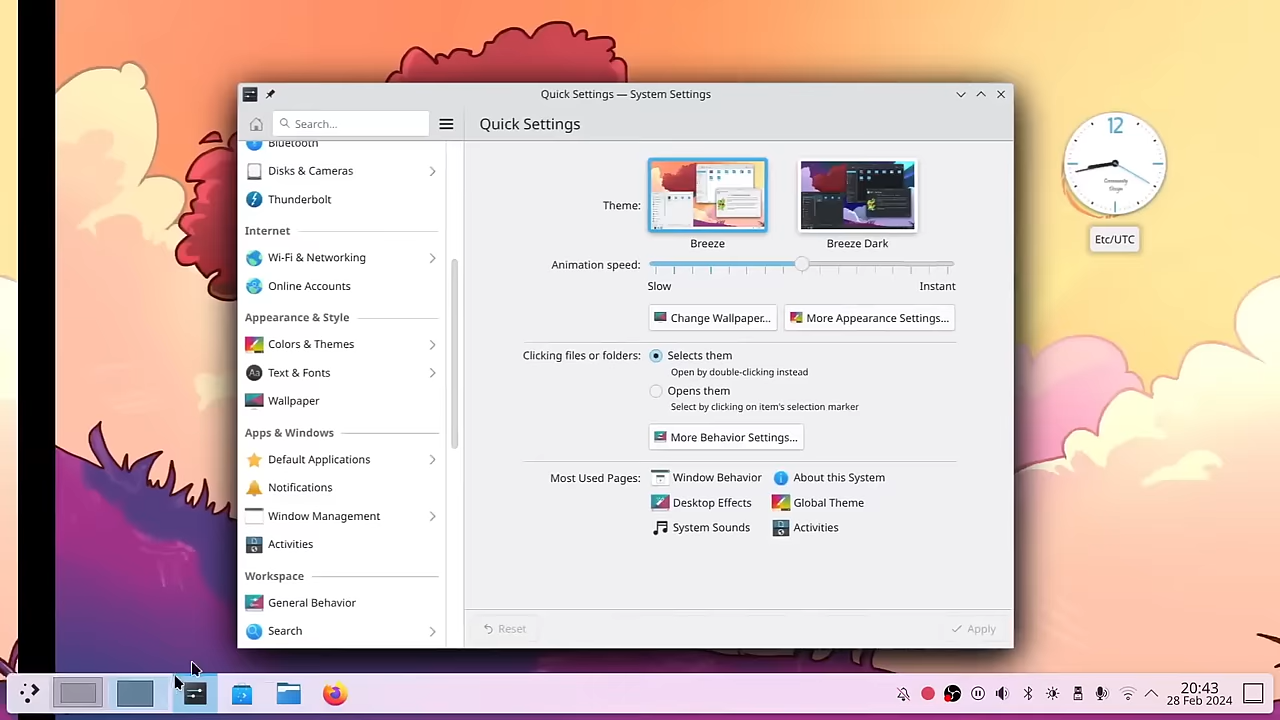 Quick Settings — System Settings
Search...
Quick Settings
Bluetooth
Disks & Cameras
Thunderbolt
Internet
Wi-Fi & Networking
Online Accounts
Appearance & Style
Colors & Themes
Aa Text & Fonts
Wallpaper
Apps & Windows
Default Applications
Notifications
Window Management
Activities
Workspace
General Behavior
Search
Theme:
Breeze
Breeze Dark
Animation speed:
Slow
Instant
Change Wallpaper...
More Appearance Settings...
Clicking files or folders:
Selects them
Open by double-clicking instead
Opens them
Select by clicking on item's selection marker
More Behavior Settings...
Most Used Pages:
Window Behavior
About this System
Desktop Effects
Global Theme
System Sounds
Activities
Reset
Apply
12
Etc/UTC
20:43
28 Feb 2024